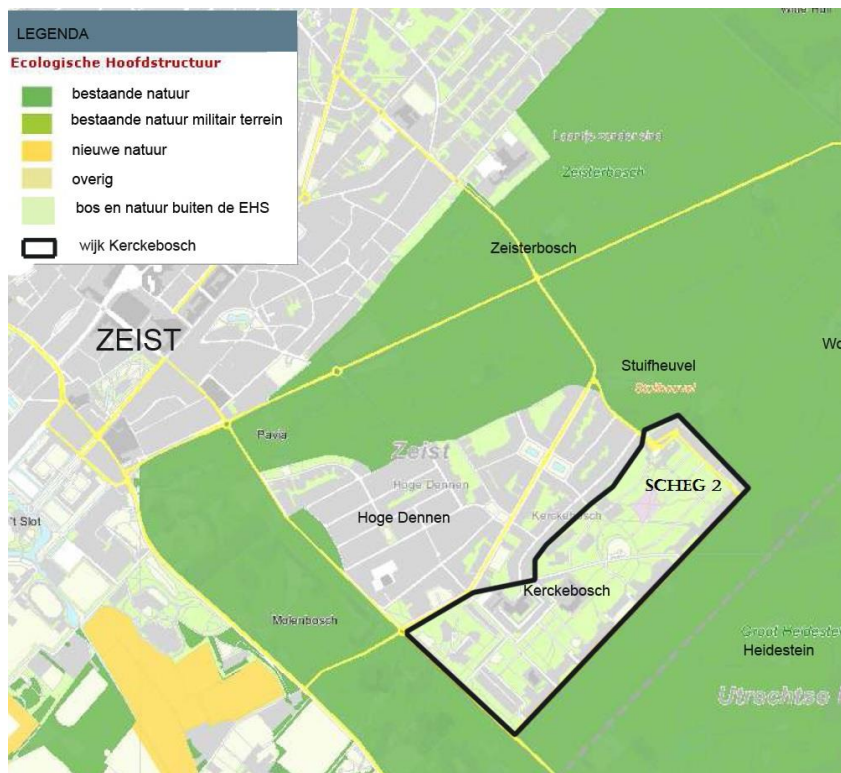 LEGENDA
Ecologische Hoofdstructuur
bestaande natuur
bestaande natuur militair terrein
nieuwe natuur
overig
bos en natuur buiten de EHS
wijk Kerckebosch
Zeisterbosch
Zeisterbosch
ZEIST
Stuifheuvel
Stuifheuvel
Pavia
Zeist
Hoge Dennen
Hoge Dennen
SCHEG 2
't Slot
Kerckebosch
Kerckebosch
Molenbosch
Groot Heidestein
Heidestein
Utrechtse